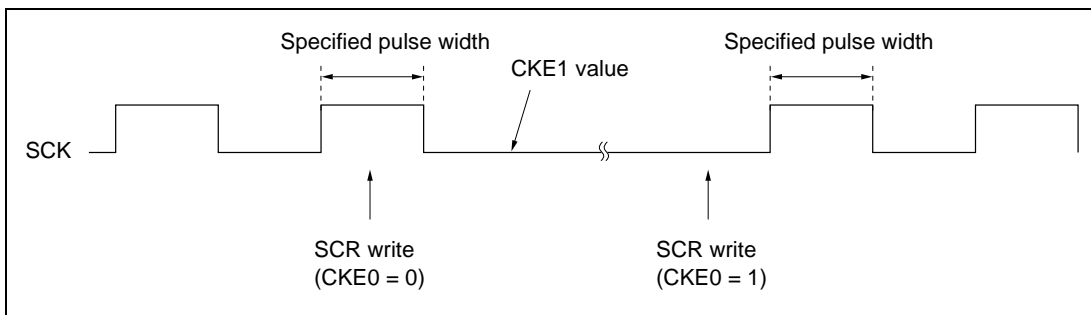 Specified pulse width
Specified pulse width
CKE1 value
SCK
SCR write
(CKE0 = 0)
SCR write
(CKE0 = 1)